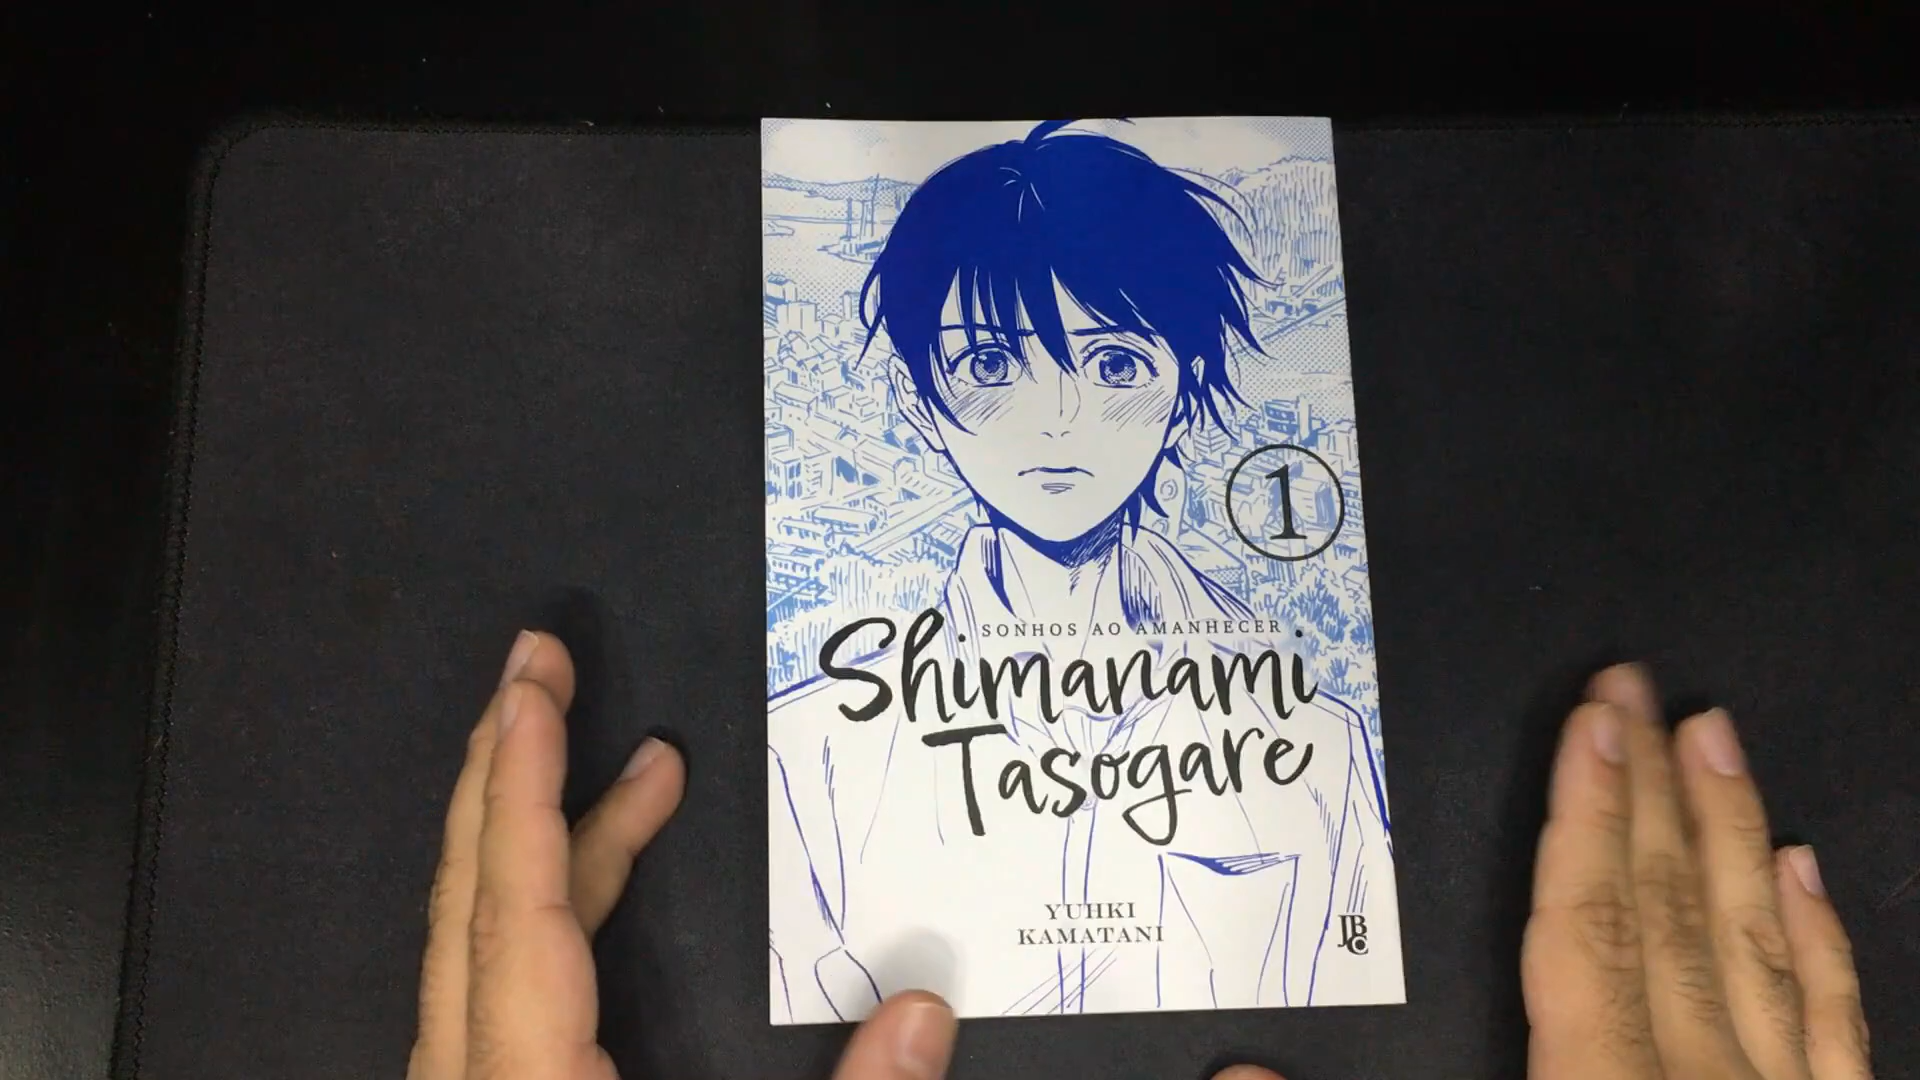 1
SONHOS AO AMANHECER
Shimanami
Tasogare
YUHKI
KAMATANI
JBC